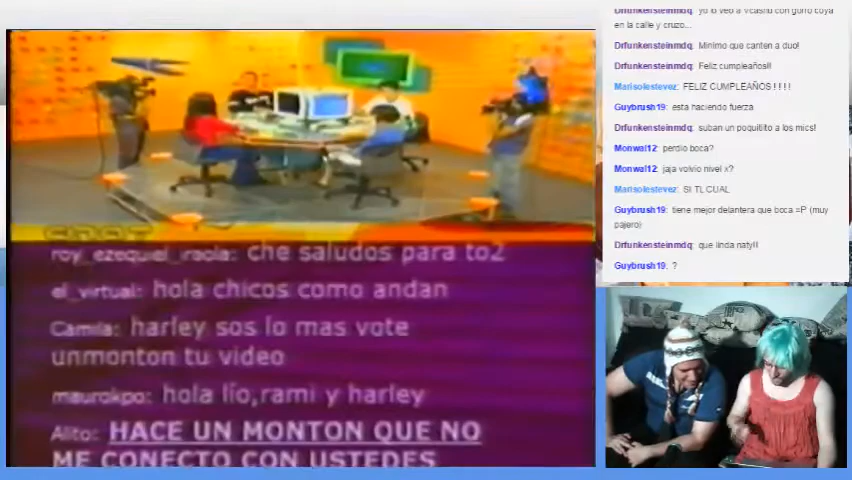 Drfunkensteinmdq: yo lo veo a vcashu con gorro coya
en la calle y cruzo...
Drfunkensteinmdq: Minimo que canten a duo!
Drfunkensteinmdq: Feliz cumpleaños!!
Marisolestevez: FELIZ CUMPLEAÑOS ! ! ! !
Guybrush19: esta haciendo fuerza
Drfunkensteinmdq: suban un poquitito a los mics!
Monwal12: perdio boca?
Monwal12: jaja volvio nivel x?
Marisolestevez: SI TL CUAL
Guybrush19: tiene mejor delantera que boca =P (muy
pajero)
Drfunkensteinmdq: que linda naty!!
Guybrush19: ?
roy_ezequiel_iraola: che saludos para to2
el_virtual: hola chicos como andan
Camila: harley sos lo mas vote
unmonton tu video
maurokpo: hola lio,rami y harley
Alito: HACE UN MONTON QUE NO
ME CONECTO CON USTEDES